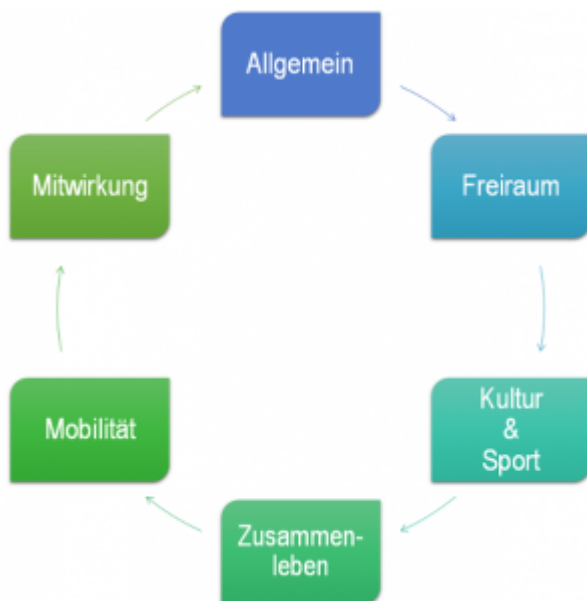 Allgemein
Freiraum
Kultur
&
Sport
Zusammen-
leben
Mobilität
Mitwirkung